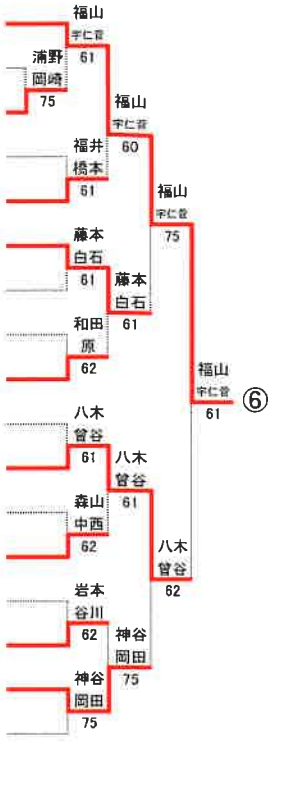 福山
宇仁菅
61
浦野
岡崎
75
福山
宇仁菅
60
福井
橋本
61
福山
宇仁菅
75
藤本
白石
61
藤本
白石
61
和田
原
62
福山
宇仁菅
61
⑥
八木
曾谷
61
八木
曾谷
61
森山
中西
62
八木
曾谷
62
岩本
谷川
62
神谷
岡田
75
神谷
岡田
75